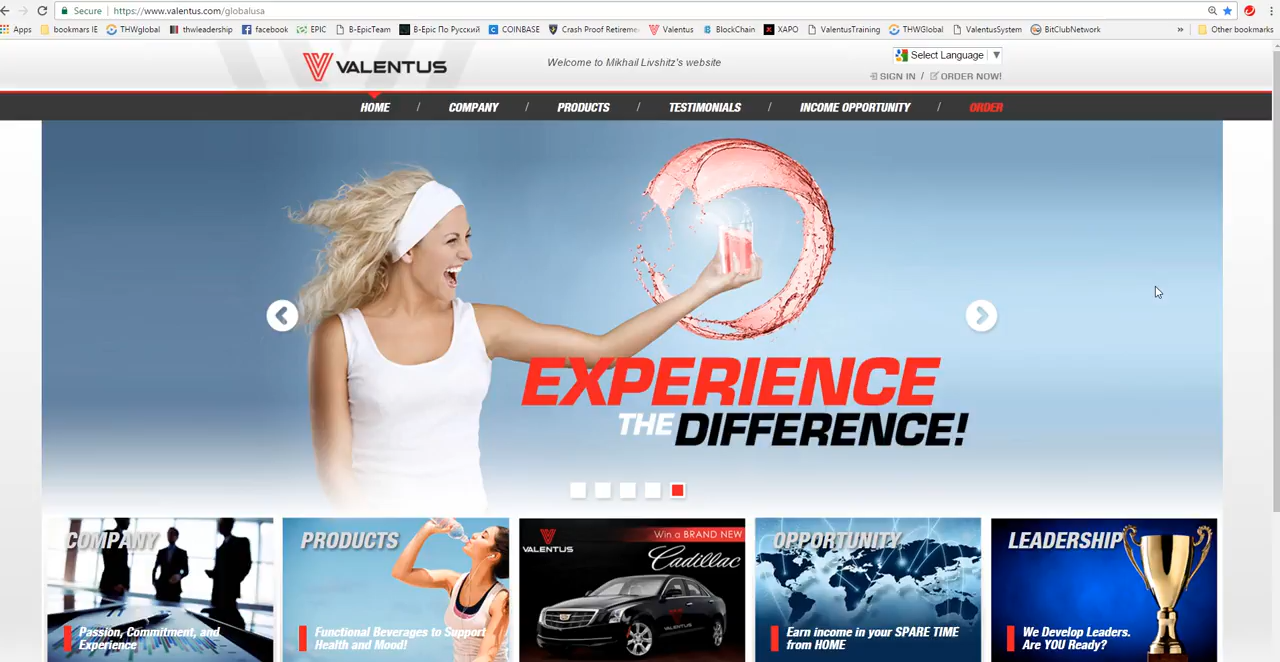 Secure | https://www.valentus.com/globalusa
Apps bookmars IE THWglobal thwleadership facebook EPIC B-EpicTeam B-Epic По Русский COINBASE Crash Proof Retireme Valentus BlockChain XAPO ValentusTraining THWGlobal ValentusSystem BitClubNetwork » Other bookmarks
VALENTUS
Welcome to Mikhail Livshitz's website
Select Language ▼
SIGN IN / ORDER NOW!
HOME / COMPANY / PRODUCTS / TESTIMONIALS / INCOME OPPORTUNITY / ORDER
EXPERIENCE
THE DIFFERENCE!
COMPANY
Passion, Commitment, and
Experience
PRODUCTS
Functional Beverages to Support
Health and Mood!
VALENTUS
Win a BRAND NEW
Cadillac
VALENTUS
OPPORTUNITY
Earn income in your SPARE TIME
from HOME
LEADERSHIP
We Develop Leaders.
Are YOU Ready?